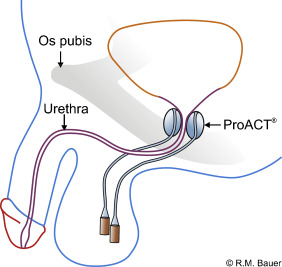 Os pubis
Urethra
ProACT®
© R.M. Bauer